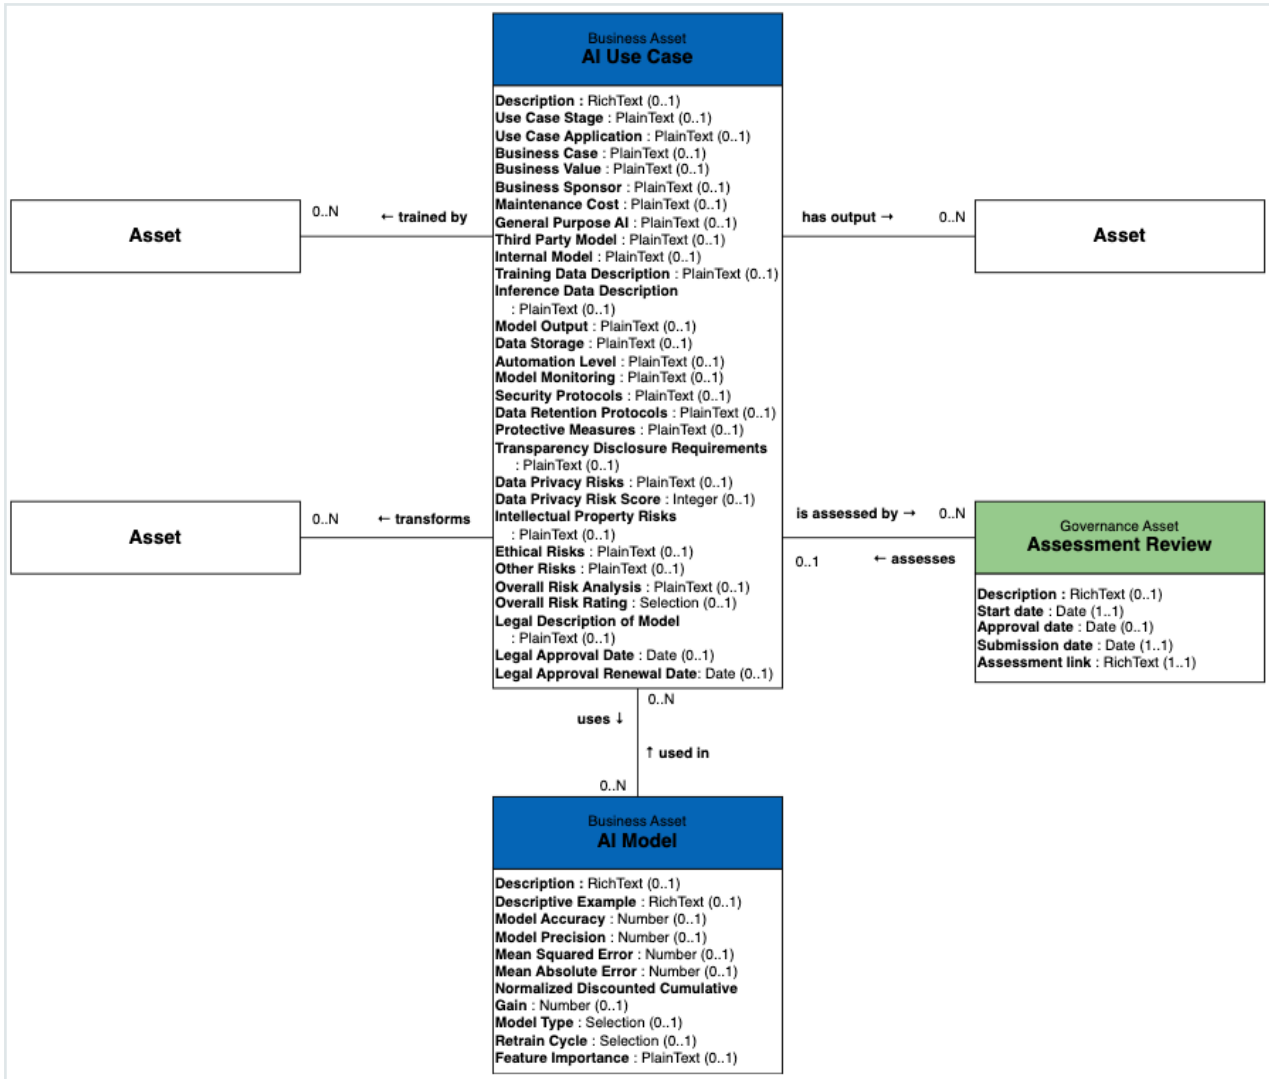 Business Asset
AI Use Case
Description : RichText (0..1)
Use Case Stage : PlainText (0..1)
Use Case Application : PlainText (0..1)
Business Case : PlainText (0..1)
Business Value : PlainText (0..1)
Business Sponsor : PlainText (0..1)
Maintenance Cost : PlainText (0..1)
General Purpose AI : PlainText (0..1)
Third Party Model : PlainText (0..1)
Internal Model : PlainText (0..1)
Training Data Description : PlainText (0..1)
Inference Data Description
: PlainText (0..1)
Model Output : PlainText (0..1)
Data Storage : PlainText (0..1)
Automation Level : PlainText (0..1)
Model Monitoring : PlainText (0..1)
Security Protocols : PlainText (0..1)
Data Retention Protocols : PlainText (0..1)
Protective Measures : PlainText (0..1)
Transparency Disclosure Requirements
: PlainText (0..1)
Data Privacy Risks : PlainText (0..1)
Data Privacy Risk Score : Integer (0..1)
Intellectual Property Risks
: PlainText (0..1)
Ethical Risks : PlainText (0..1)
Other Risks : PlainText (0..1)
Overall Risk Analysis : PlainText (0..1)
Overall Risk Rating : Selection (0..1)
Legal Description of Model
: PlainText (0..1)
Legal Approval Date : Date (0..1)
Legal Approval Renewal Date: Date (0..1)
0..N ← trained by
Asset
has output → 0..N
Asset
0..N ← transforms
Asset
is assessed by → 0..N
0..1 ← assesses
Governance Asset
Assessment Review
Description : RichText (0..1)
Start date : Date (1..1)
Approval date : Date (0..1)
Submission date : Date (1..1)
Assessment link : RichText (1..1)
0..N
uses ↓
↑ used in
0..N
Business Asset
AI Model
Description : RichText (0..1)
Descriptive Example : RichText (0..1)
Model Accuracy : Number (0..1)
Model Precision : Number (0..1)
Mean Squared Error : Number (0..1)
Mean Absolute Error : Number (0..1)
Normalized Discounted Cumulative
Gain : Number (0..1)
Model Type : Selection (0..1)
Retrain Cycle : Selection (0..1)
Feature Importance : PlainText (0..1)